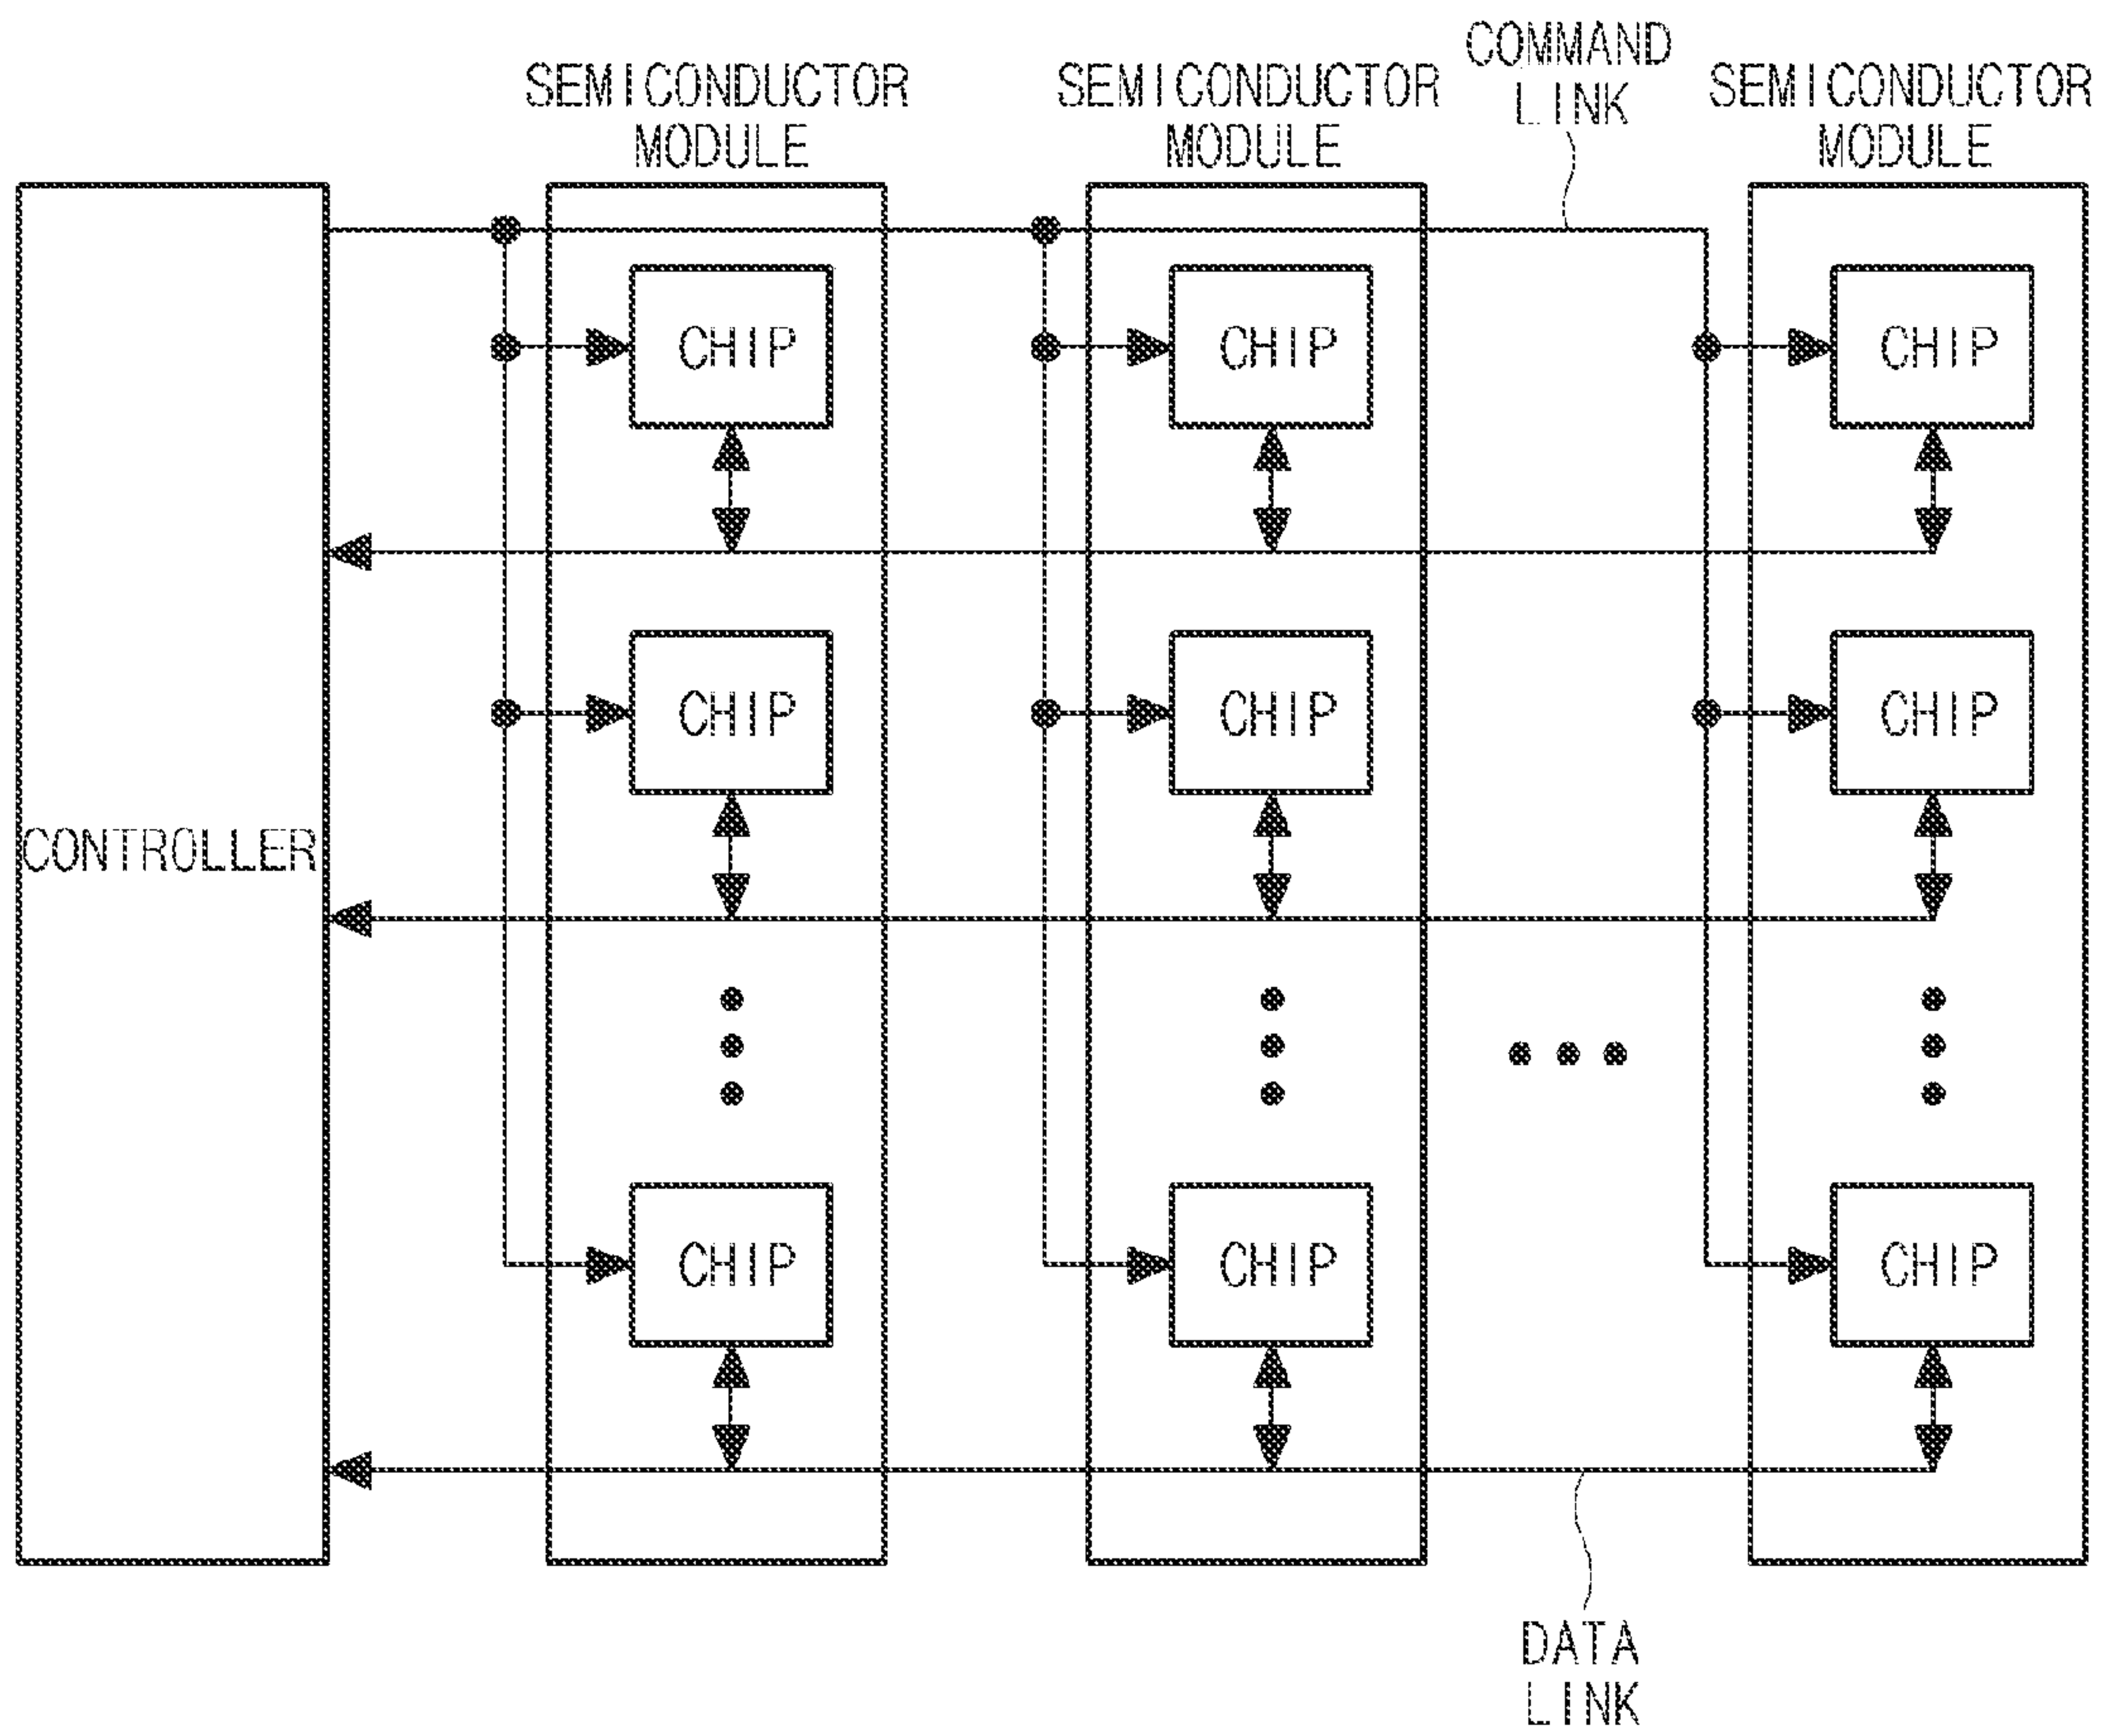 COMMAND
LINK
SEMICONDUCTOR
MODULE
SEMICONDUCTOR
MODULE
SEMICONDUCTOR
MODULE
CHIP
CHIP
CHIP
CHIP
CHIP
CHIP
CONTROLLER
CHIP
CHIP
CHIP
DATA
LINK